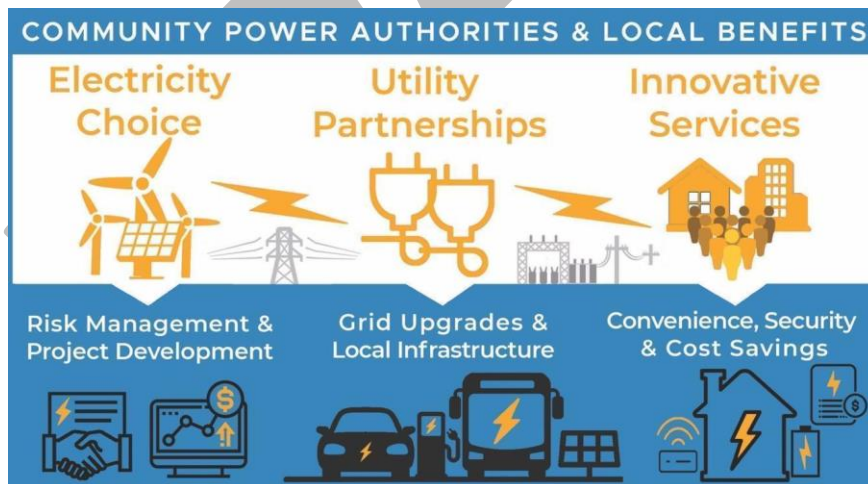 COMMUNITY POWER AUTHORITIES & LOCAL BENEFITS
Electricity
Choice
Utility
Partnerships
Innovative
Services
Risk Management &
Project Development
Grid Upgrades &
Local Infrastructure
Convenience, Security
& Cost Savings
$
$